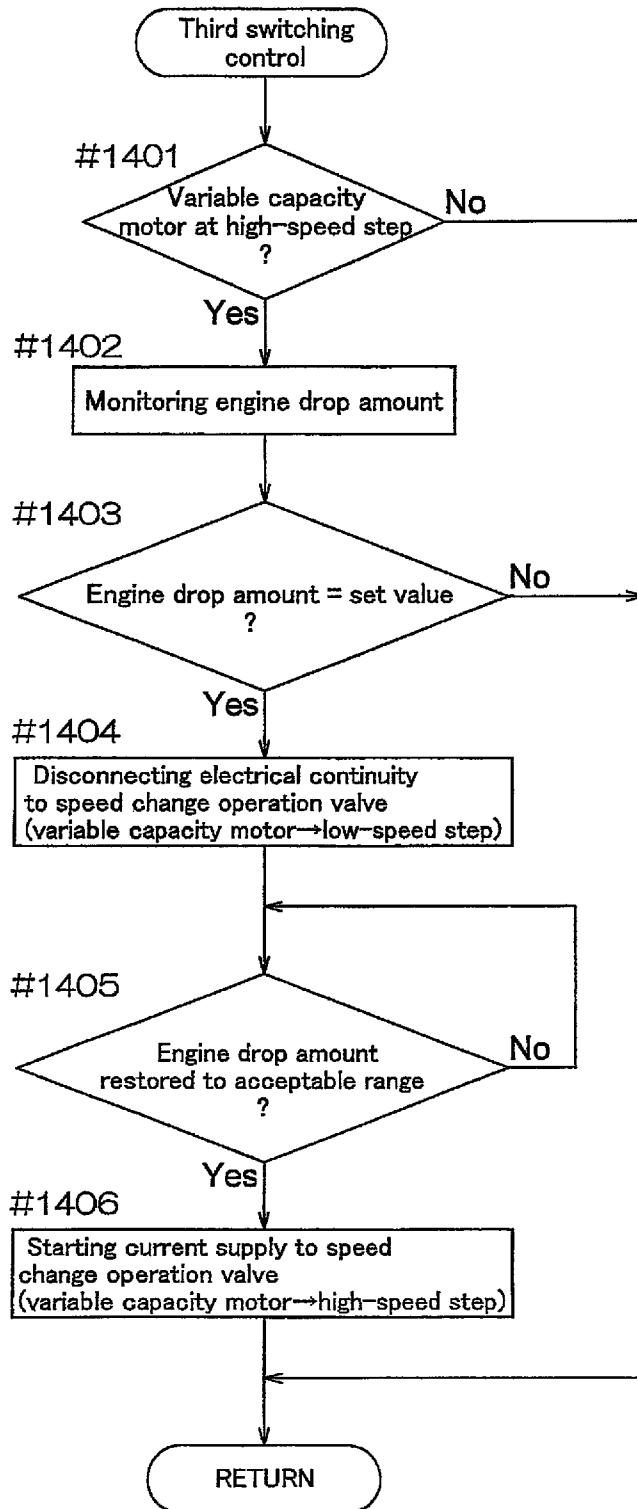 Third switching
control
#1401
Variable capacity
motor at high-speed step
?
No
Yes
#1402
Monitoring engine drop amount
#1403
Engine drop amount = set value
?
No
Yes
#1404
Disconnecting electrical continuity
to speed change operation valve
(variable capacity motor→low-speed step)
#1405
Engine drop amount
restored to acceptable range
?
No
Yes
#1406
Starting current supply to speed
change operation valve
(variable capacity motor→high-speed step)
RETURN